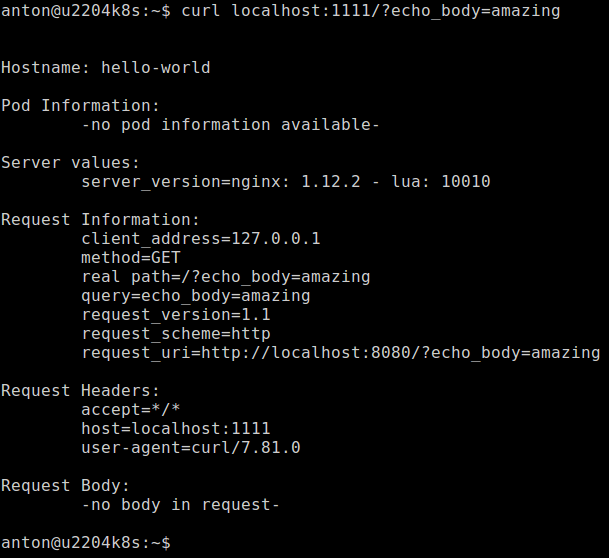 anton@u2204k8s:~$ curl localhost:1111/?echo_body=amazing
Hostname: hello-world
Pod Information:
-no pod information available-
Server values:
server_version=nginx: 1.12.2 - lua: 10010
Request Information:
client_address=127.0.0.1
method=GET
real path=/?echo_body=amazing
query=echo_body=amazing
request_version=1.1
request_scheme=http
request_uri=http://localhost:8080/?echo_body=amazing
Request Headers:
accept=*/*
host=localhost:1111
user-agent=curl/7.81.0
Request Body:
-no body in request-
anton@u2204k8s:~$